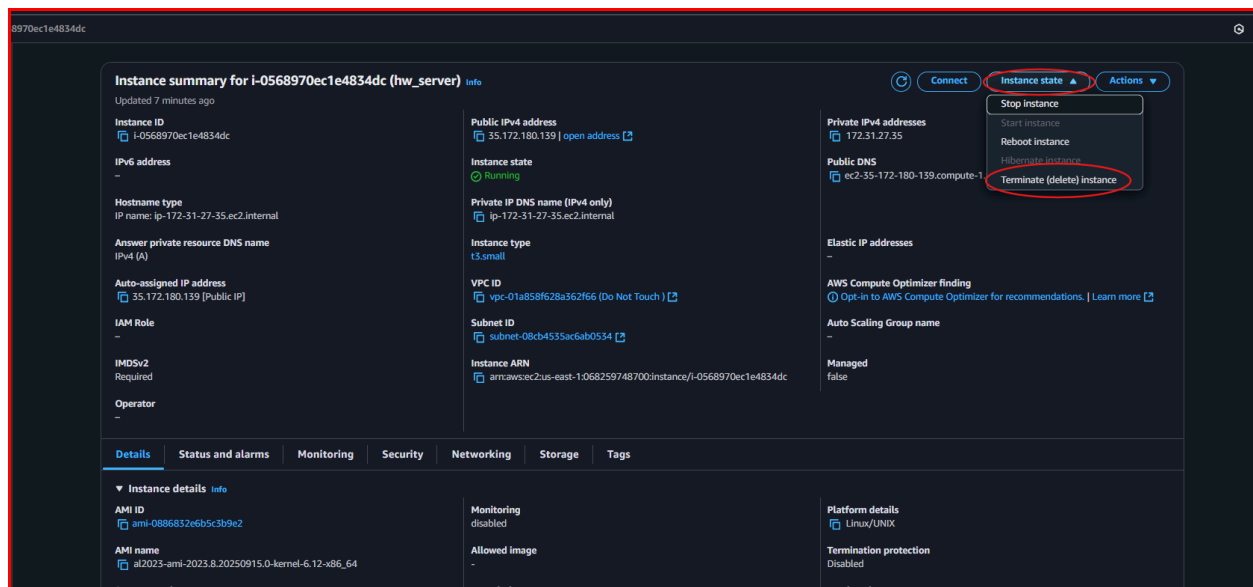 8970ec1e4834dc
Instance summary for i-0568970ec1e4834dc (hw_server) Info
Updated 7 minutes ago
Connect
Instance state
Actions
Stop instance
Start instance
Reboot instance
Hibernate instance
Terminate (delete) instance
Instance ID
i-0568970ec1e4834dc
Public IPv4 address
35.172.180.139 | open address
Private IPv4 addresses
172.31.27.35
IPv6 address
–
Instance state
Running
Public DNS
ec2-35-172-180-139.compute-1.
Hostname type
IP name: ip-172-31-27-35.ec2.internal
Private IP DNS name (IPv4 only)
ip-172-31-27-35.ec2.internal
Answer private resource DNS name
IPv4 (A)
Instance type
t3.small
Elastic IP addresses
–
Auto-assigned IP address
35.172.180.139 [Public IP]
VPC ID
vpc-01a858f628a362f66 (Do Not Touch )
AWS Compute Optimizer finding
Opt-in to AWS Compute Optimizer for recommendations. | Learn more
IAM Role
–
Subnet ID
subnet-08cb4535ac6ab0534
Auto Scaling Group name
–
IMDSv2
Required
Instance ARN
arn:aws:ec2:us-east-1:068259748700:instance/i-0568970ec1e4834dc
Managed
false
Operator
–
Details
Status and alarms
Monitoring
Security
Networking
Storage
Tags
Instance details Info
AMI ID
ami-0886832e6b5c3b9e2
Monitoring
disabled
Platform details
Linux/UNIX
AMI name
al2023-ami-2023.8.20250915.0-kernel-6.12-x86_64
Allowed image
-
Termination protection
Disabled